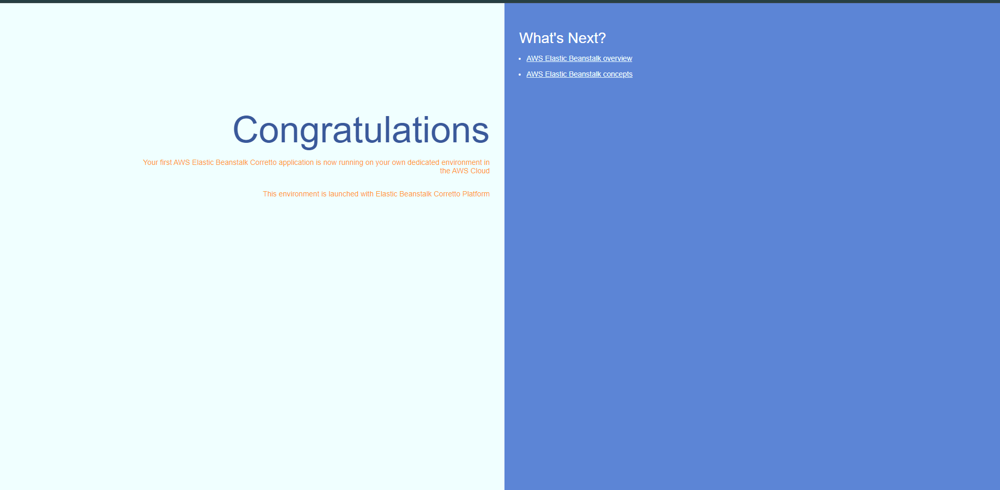 Congratulations
Your first AWS Elastic Beanstalk Corretto application is now running on your own dedicated environment in
the AWS Cloud
This environment is launched with Elastic Beanstalk Corretto Platform
What's Next?
AWS Elastic Beanstalk overview
AWS Elastic Beanstalk concepts